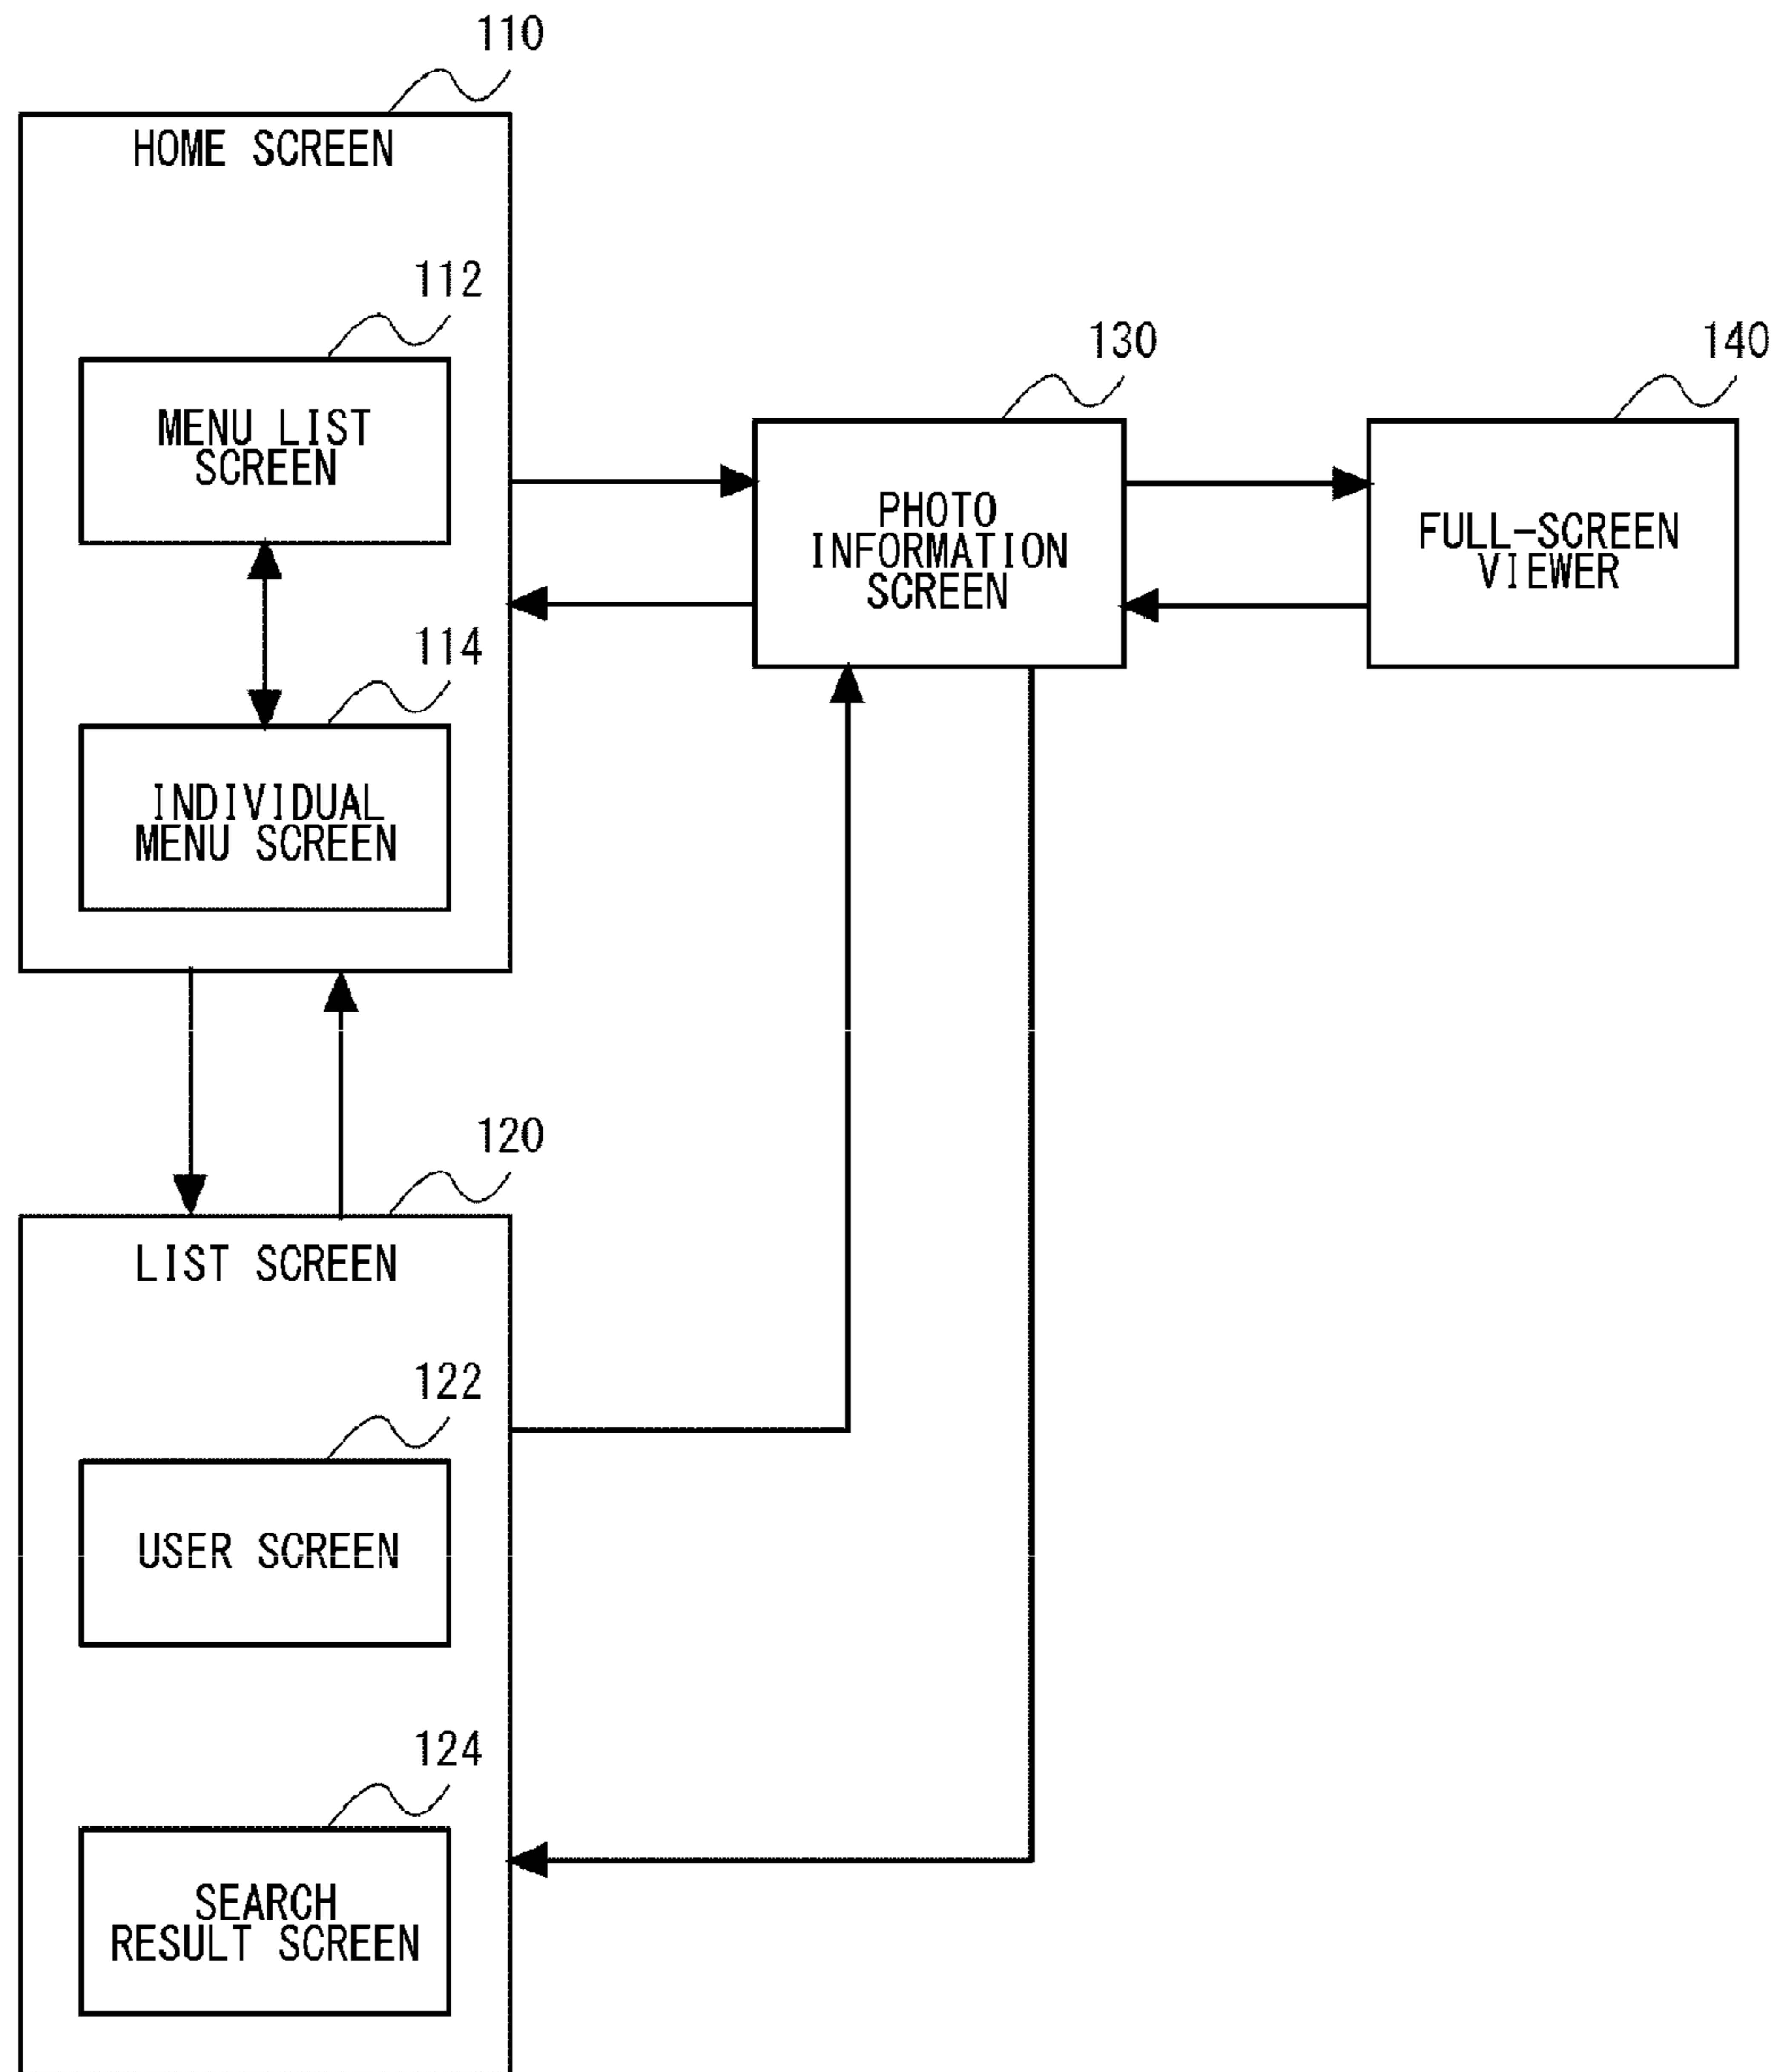 110
HOME SCREEN
112
MENU LIST
SCREEN
114
INDIVIDUAL
MENU SCREEN
130
PHOTO
INFORMATION
SCREEN
140
FULL-SCREEN
VIEWER
120
LIST SCREEN
122
USER SCREEN
124
SEARCH
RESULT SCREEN